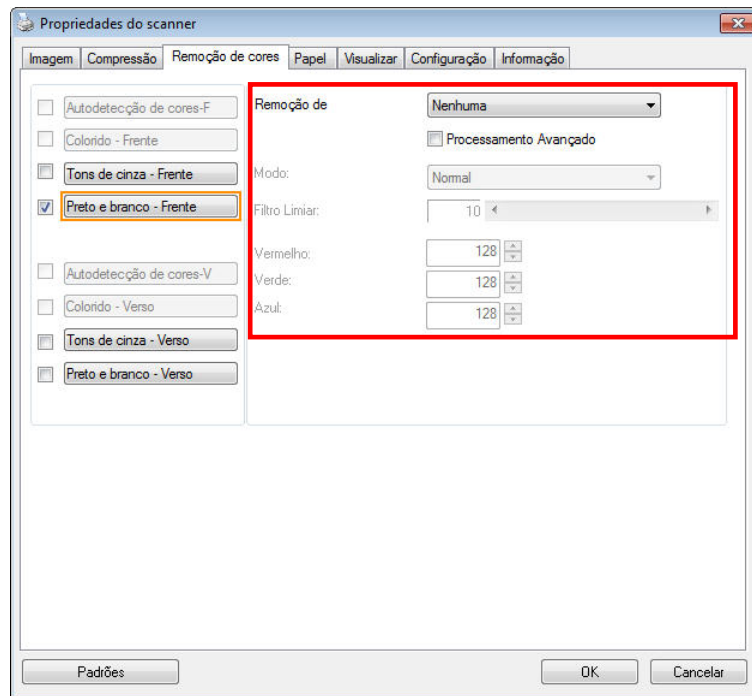 Propriedades do scanner
Imagem Compressão Remoção de cores Papel Visualizar Configuração Informação
Autodetecção de cores-F
Colorido - Frente
Tons de cinza - Frente
Preto e branco - Frente
Autodetecção de cores-V
Colorido - Verso
Tons de cinza - Verso
Preto e branco - Verso
Remoção de Nenhuma
Processamento Avançado
Modo: Normal
Filtro Limiar: 10
Vermelho: 128
Verde: 128
Azul: 128
Padrões OK Cancelar